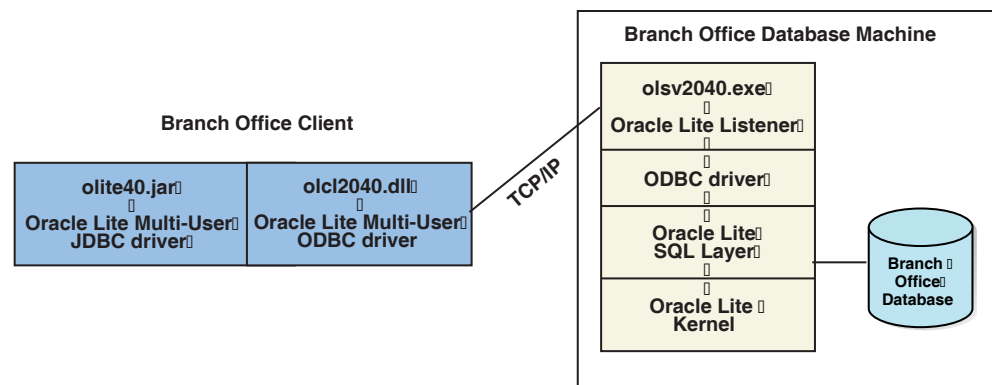 Branch Office Database Machine
olsv2040.exe
Oracle Lite Listener
ODBC driver
Oracle Lite
SQL Layer
Oracle Lite
Kernel
Branch
Office
Database
TCP/IP
Branch Office Client
olite40.jar
Oracle Lite Multi-User
JDBC driver
olcl2040.dll
Oracle Lite Multi-User
ODBC driver